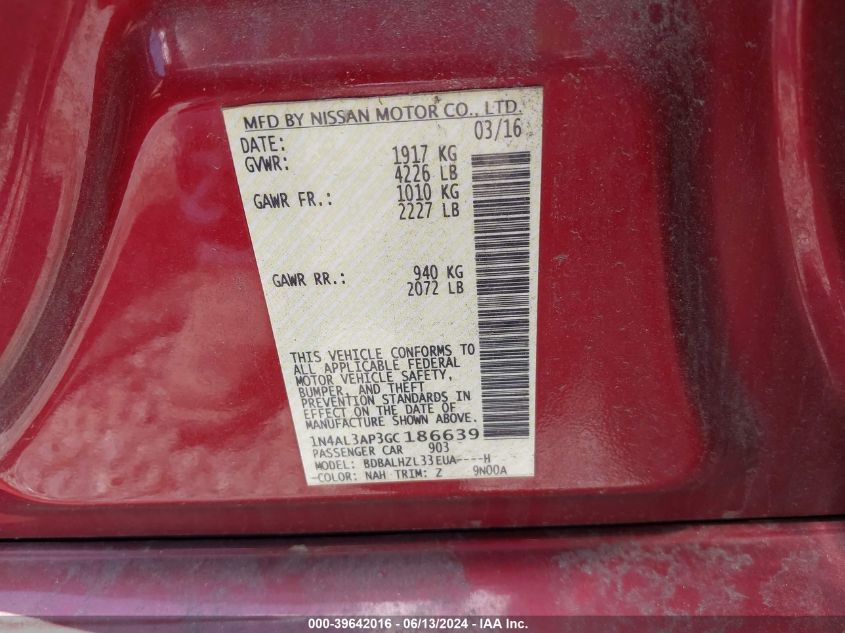 MFD BY NISSAN MOTOR CO., LTD.
DATE: 03/16
GVWR: 1917 KG
4226 LB
GAWR FR.: 1010 KG
2227 LB
GAWR RR.: 940 KG
2072 LB
THIS VEHICLE CONFORMS TO
ALL APPLICABLE FEDERAL
MOTOR VEHICLE SAFETY,
BUMPER, AND THEFT
PREVENTION STANDARDS IN
EFFECT ON THE DATE OF
MANUFACTURE SHOWN ABOVE.
1N4AL3AP3GC186639
PASSENGER CAR 903
MODEL: BDBALHZL33EUA----H
COLOR: NAH TRIM: Z 9N00A
000-39642016 - 06/13/2024 - IAA, Inc.